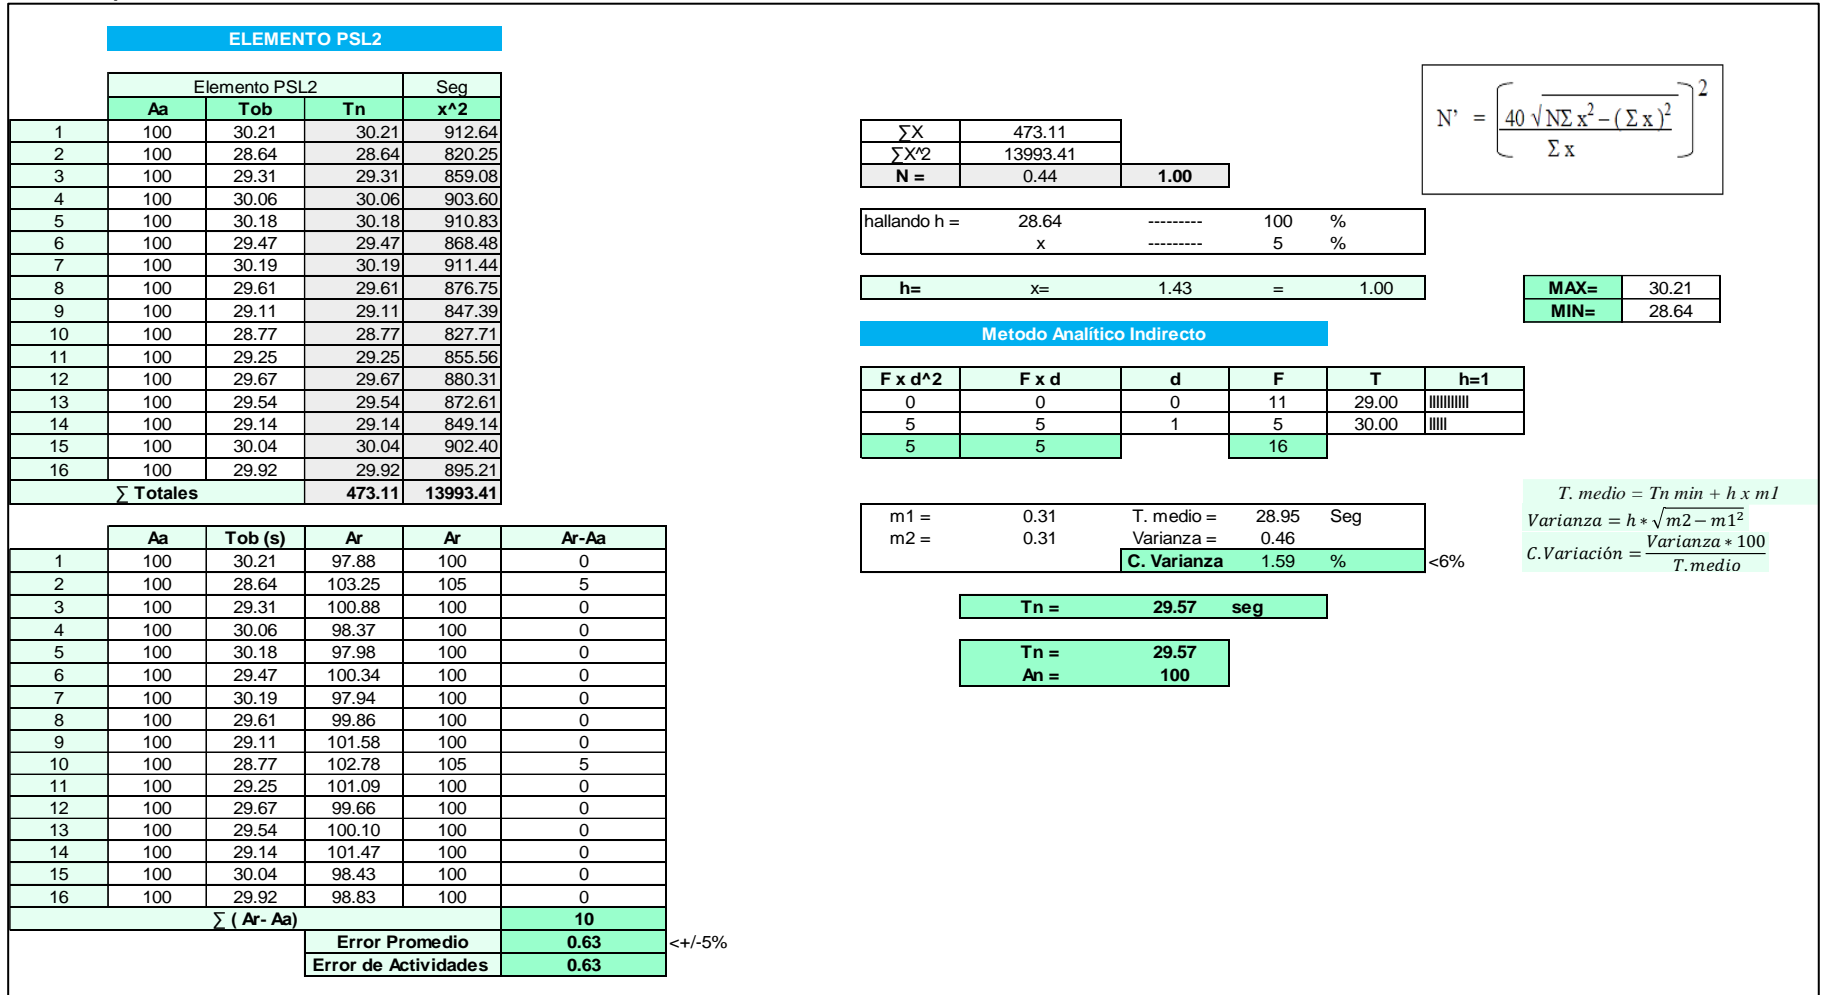 ELEMENTO PSL2
Elemento PSL2 Seg
Aa Tob Tn x^2
1 100 30.21 30.21 912.64
2 100 28.64 28.64 820.25
3 100 29.31 29.31 859.08
4 100 30.06 30.06 903.60
5 100 30.18 30.18 910.83
6 100 29.47 29.47 868.48
7 100 30.19 30.19 911.44
8 100 29.61 29.61 876.75
9 100 29.11 29.11 847.39
10 100 28.77 28.77 827.71
11 100 29.25 29.25 855.56
12 100 29.67 29.67 880.31
13 100 29.54 29.54 872.61
14 100 29.14 29.14 849.14
15 100 30.04 30.04 902.40
16 100 29.92 29.92 895.21
∑ Totales 473.11 13993.41
Aa Tob (s) Ar Ar Ar-Aa
1 100 30.21 97.88 100 0
2 100 28.64 103.25 105 5
3 100 29.31 100.88 100 0
4 100 30.06 98.37 100 0
5 100 30.18 97.98 100 0
6 100 29.47 100.34 100 0
7 100 30.19 97.94 100 0
8 100 29.61 99.86 100 0
9 100 29.11 101.58 100 0
10 100 28.77 102.78 105 5
11 100 29.25 101.09 100 0
12 100 29.67 99.66 100 0
13 100 29.54 100.10 100 0
14 100 29.14 101.47 100 0
15 100 30.04 98.43 100 0
16 100 29.92 98.83 100 0
∑ ( Ar- Aa) 10
Error Promedio 0.63 <+/-5%
Error de Actividades 0.63
∑X 473.11
∑X^2 13993.41
N = 0.44 1.00
N' = [40 √ NΣ x² – ( Σ x )² / Σ x]²
hallando h = 28.64 --------- 100 %
x --------- 5 %
h= x= 1.43 = 1.00
MAX= 30.21
MIN= 28.64
Metodo Analítico Indirecto
F x d^2 F x d d F T h=1
0 0 0 11 29.00 IIIIIIIIIII
5 5 1 5 30.00 IIIII
5 5 16
m1 = 0.31 T. medio = 28.95 Seg
m2 = 0.31 Varianza = 0.46
C. Varianza 1.59 % <6%
T. medio = Tn min + h x m1
Varianza = h * √m2 − m1²
C.Variación = Varianza * 100 / T.medio
Tn = 29.57 seg
Tn = 29.57
An = 100